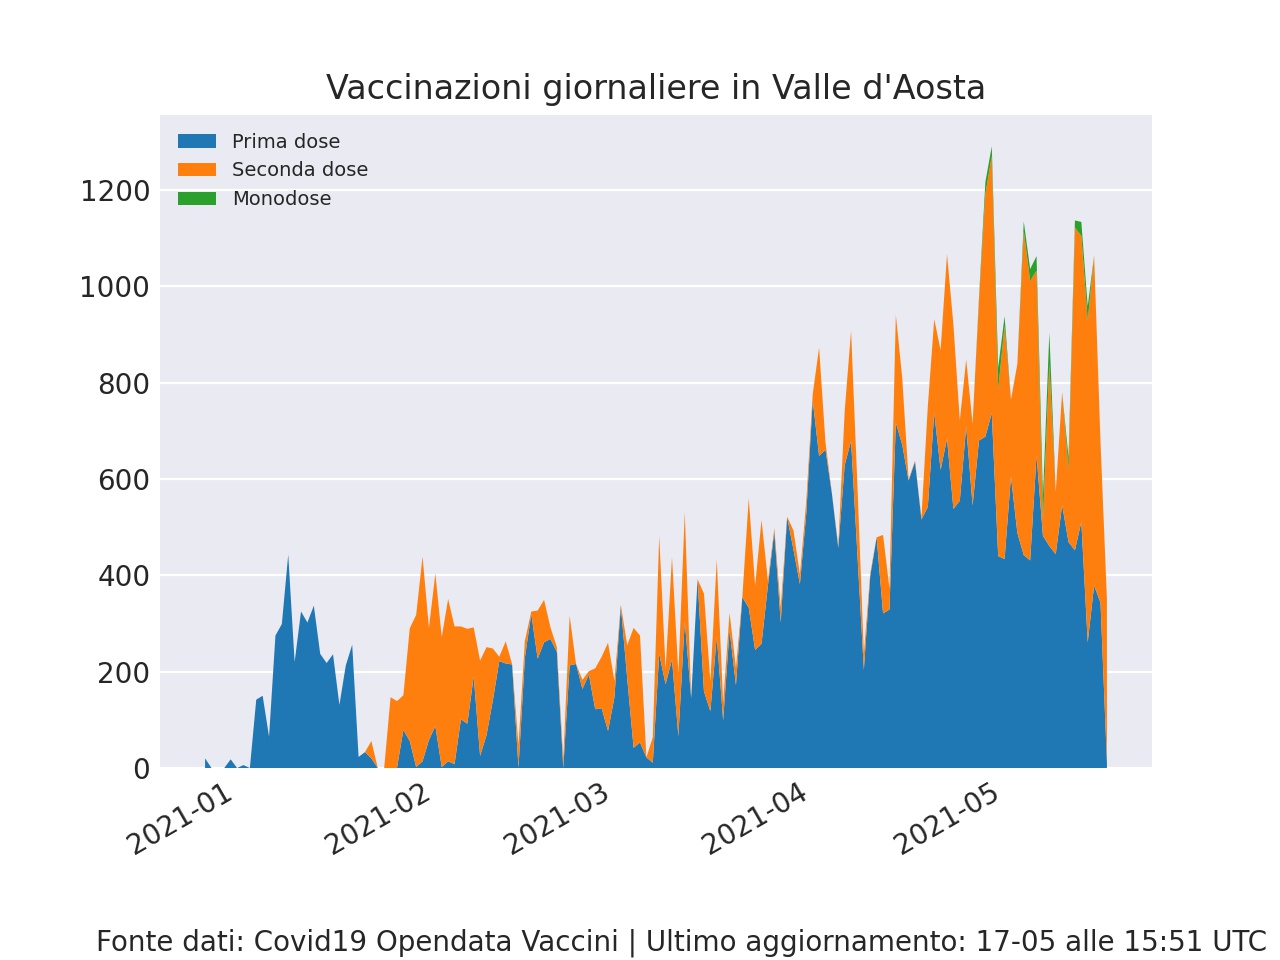 Vaccinazioni giornaliere in Valle d'Aosta
Prima dose
Seconda dose
Monodose
1200
1000
800
600
400
200
0
2021-01
2021-02
2021-03
2021-04
2021-05
Fonte dati: Covid19 Opendata Vaccini | Ultimo aggiornamento: 17-05 alle 15:51 UTC